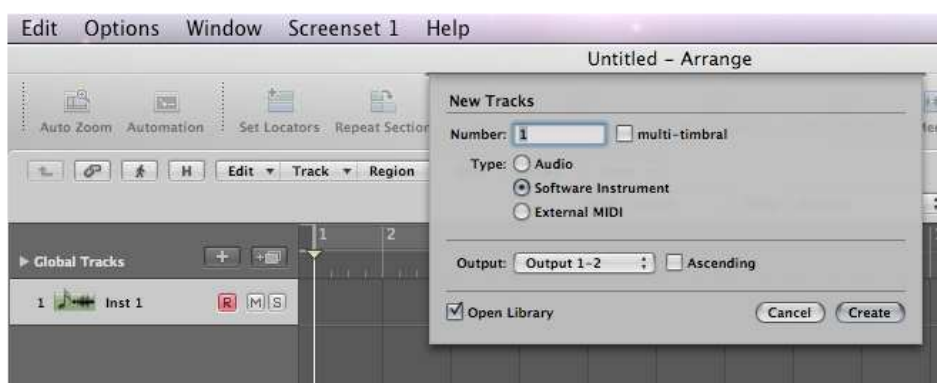 Edit Options Window Screenset 1 Help
Untitled – Arrange
Auto Zoom Automation Set Locators Repeat Section
New Tracks
Number: 1 multi-timbral
Type: Audio
Software Instrument
External MIDI
H Edit Track Region
1 2
Global Tracks
Output: Output 1-2 Ascending
1 Inst 1 R M S
Open Library Cancel Create